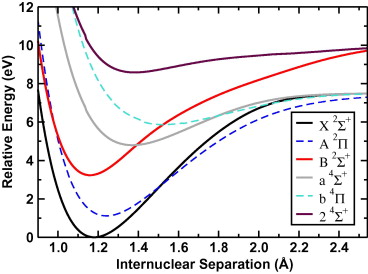 12
10
8
6
4
2
0
Relative Energy (eV)
X ²Σ⁺
A ²Π
B ²Σ⁺
a ⁴Σ⁺
b ⁴Π
2 ⁴Σ⁺
1.0 1.2 1.4 1.6 1.8 2.0 2.2 2.4
Internuclear Separation (Å)